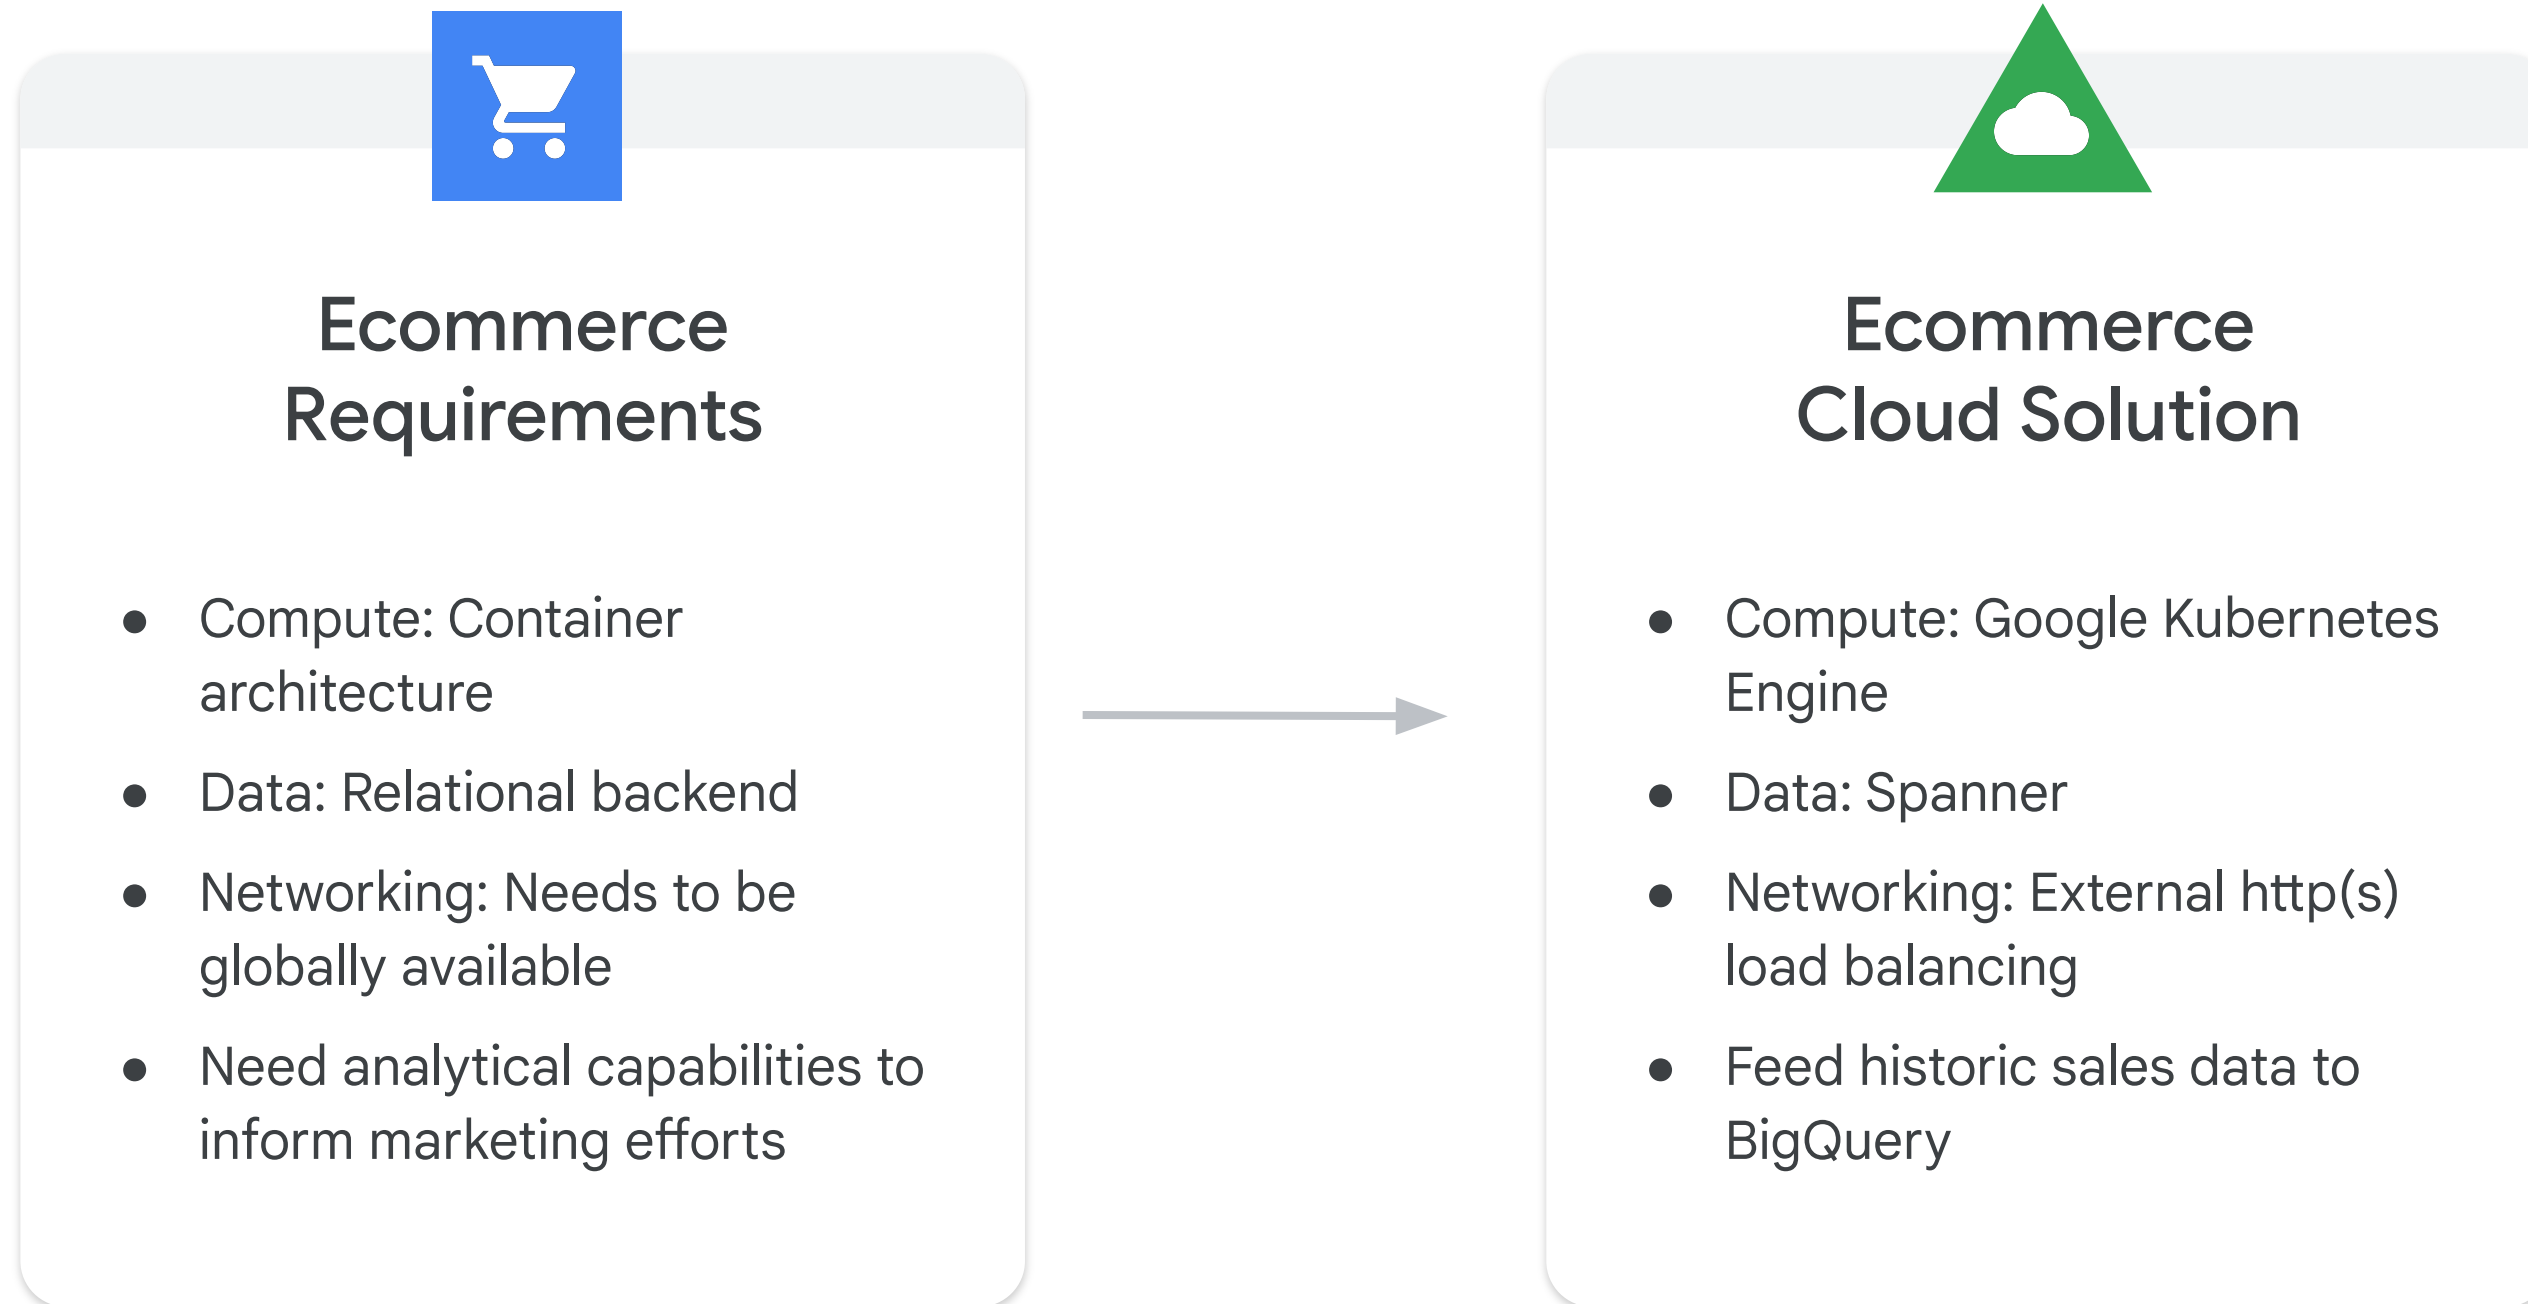 Ecommerce
Requirements
● Compute: Container
architecture
● Data: Relational backend
● Networking: Needs to be
globally available
● Need analytical capabilities to
inform marketing efforts
Ecommerce
Cloud Solution
● Compute: Google Kubernetes
Engine
● Data: Spanner
● Networking: External http(s)
load balancing
● Feed historic sales data to
BigQuery